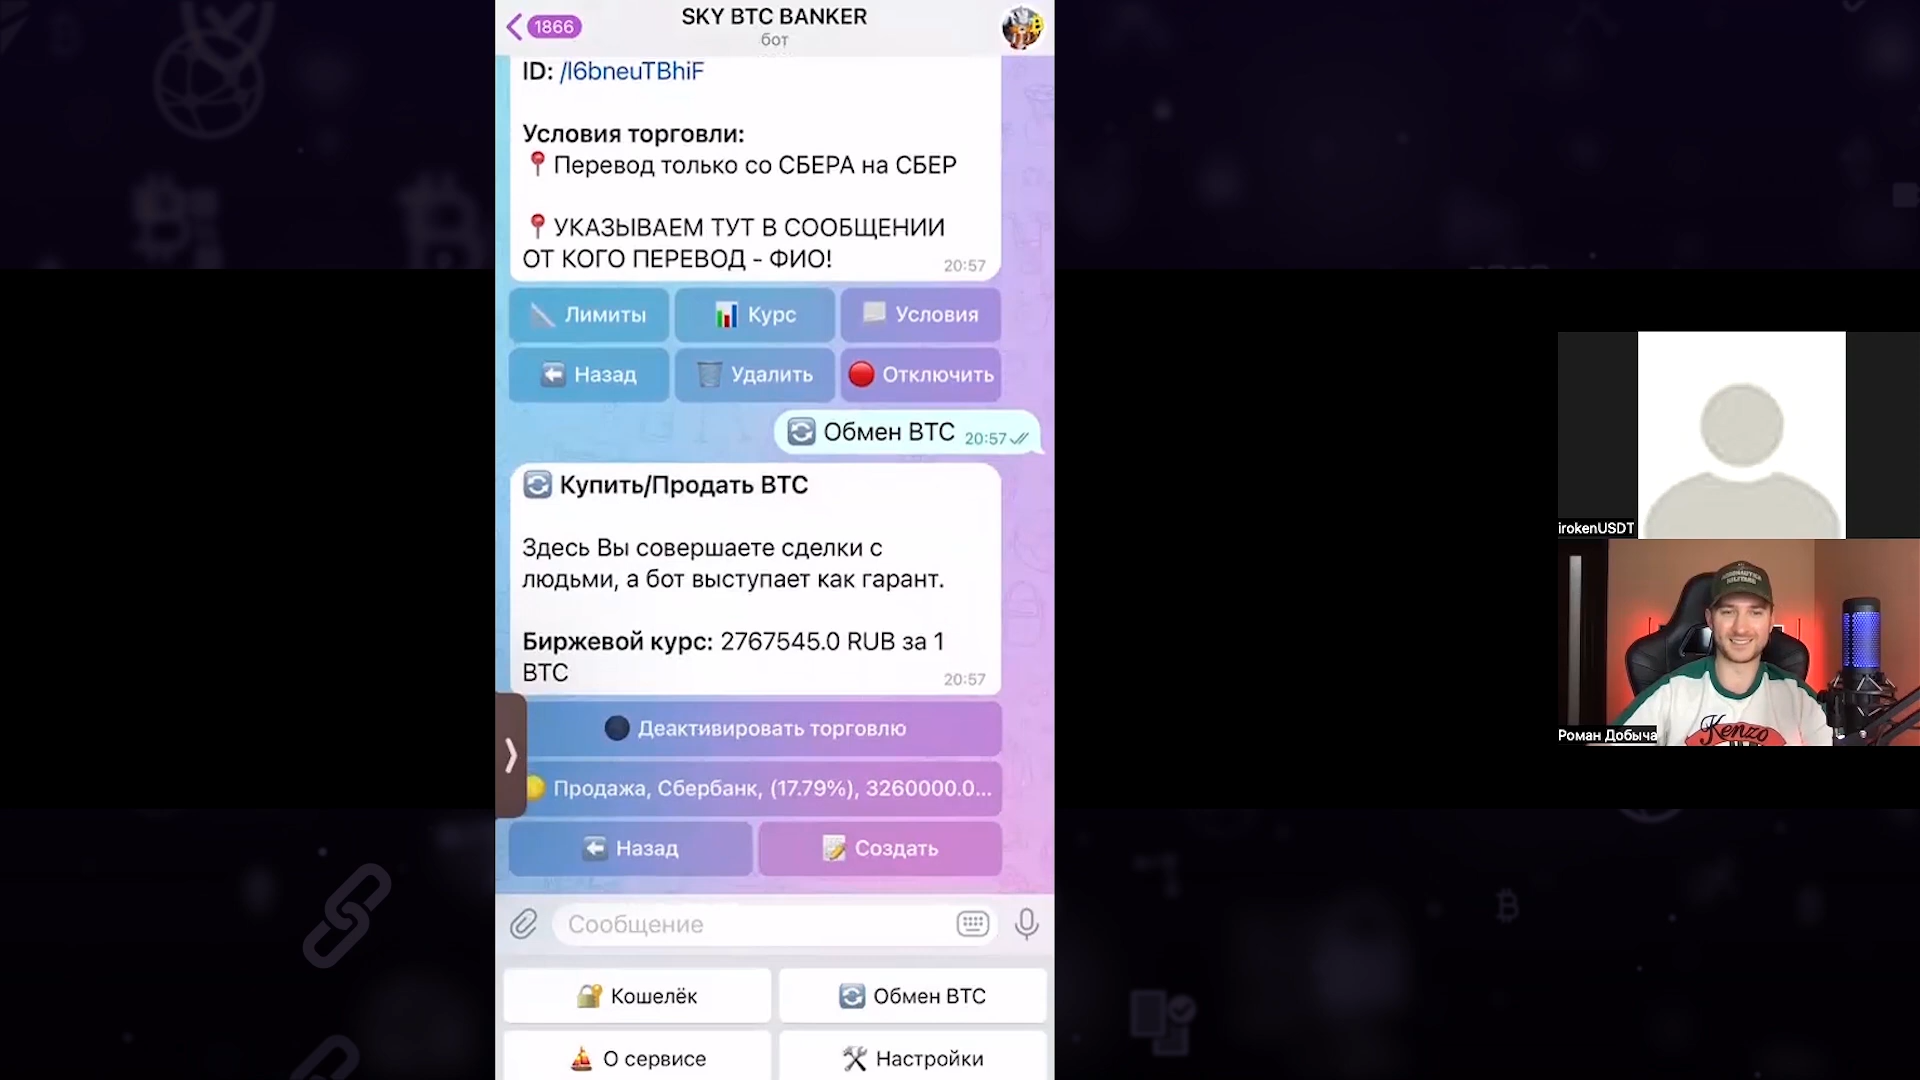 1866
SKY BTC BANKER
бот
ID: /I6bneuTBhiF
Условия торговли:
Перевод только со СБЕРА на СБЕР
УКАЗЫВАЕМ ТУТ В СООБЩЕНИИ
ОТ КОГО ПЕРЕВОД - ФИО!
20:57
Лимиты
Курс
Условия
Назад
Удалить
Отключить
Обмен BTC 20:57
Купить/Продать BTC
Здесь Вы совершаете сделки с
людьми, а бот выступает как гарант.
Биржевой курс: 2767545.0 RUB за 1
BTC
20:57
Деактивировать торговлю
Продажа, Сбербанк, (17.79%), 3260000.0...
Назад
Создать
Сообщение
Кошелёк
Обмен BTC
О сервисе
Настройки
irokenUSDT
Kenzo
Роман Добыча